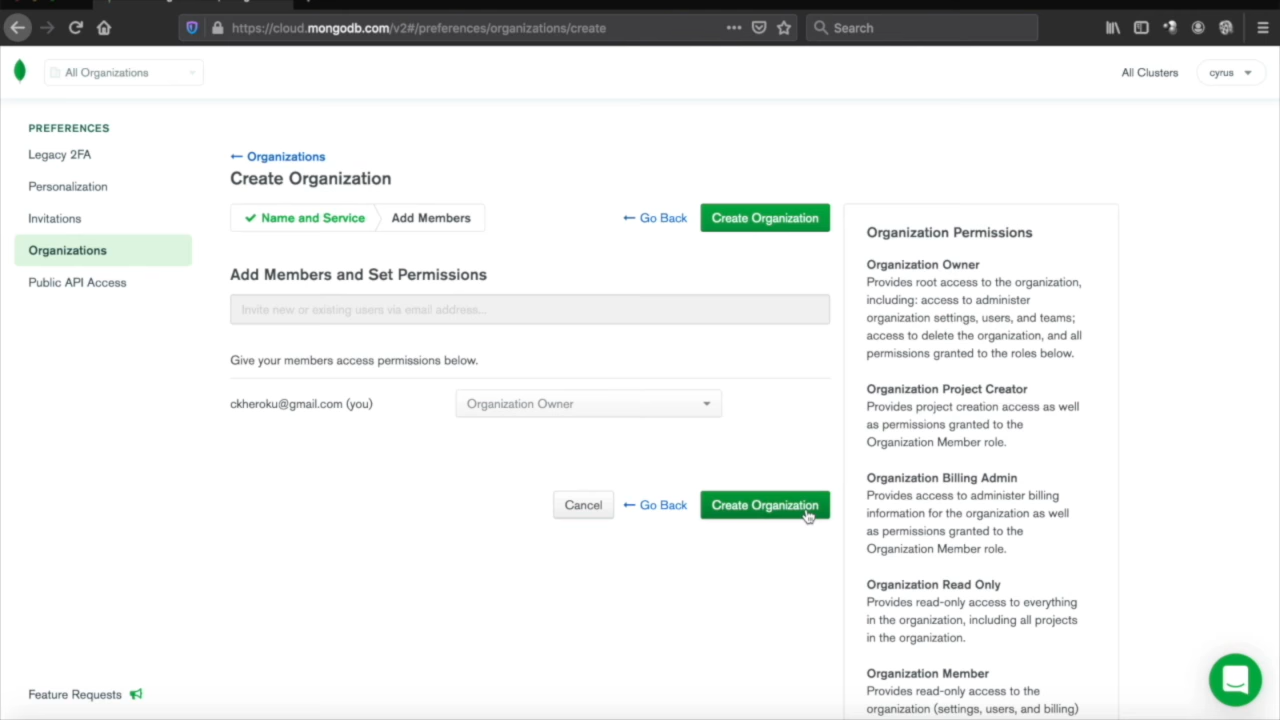 https://cloud.mongodb.com/v2#/preferences/organizations/create
Search
All Organizations
All Clusters
cyrus
PREFERENCES
Legacy 2FA
Personalization
Invitations
Organizations
Public API Access
Feature Requests
← Organizations
Create Organization
✔ Name and Service
Add Members
← Go Back
Create Organization
Add Members and Set Permissions
Invite new or existing users via email address...
Give your members access permissions below.
ckheroku@gmail.com (you)
Organization Owner
Cancel
← Go Back
Create Organization
Organization Permissions
Organization Owner
Provides root access to the organization,
including: access to administer
organization settings, users, and teams;
access to delete the organization, and all
permissions granted to the roles below.
Organization Project Creator
Provides project creation access as well
as permissions granted to the
Organization Member role.
Organization Billing Admin
Provides access to administer billing
information for the organization as well
as permissions granted to the
Organization Member role.
Organization Read Only
Provides read-only access to everything
in the organization, including all projects
in the organization.
Organization Member
Provides read-only access to the
organization (settings, users, and billing)